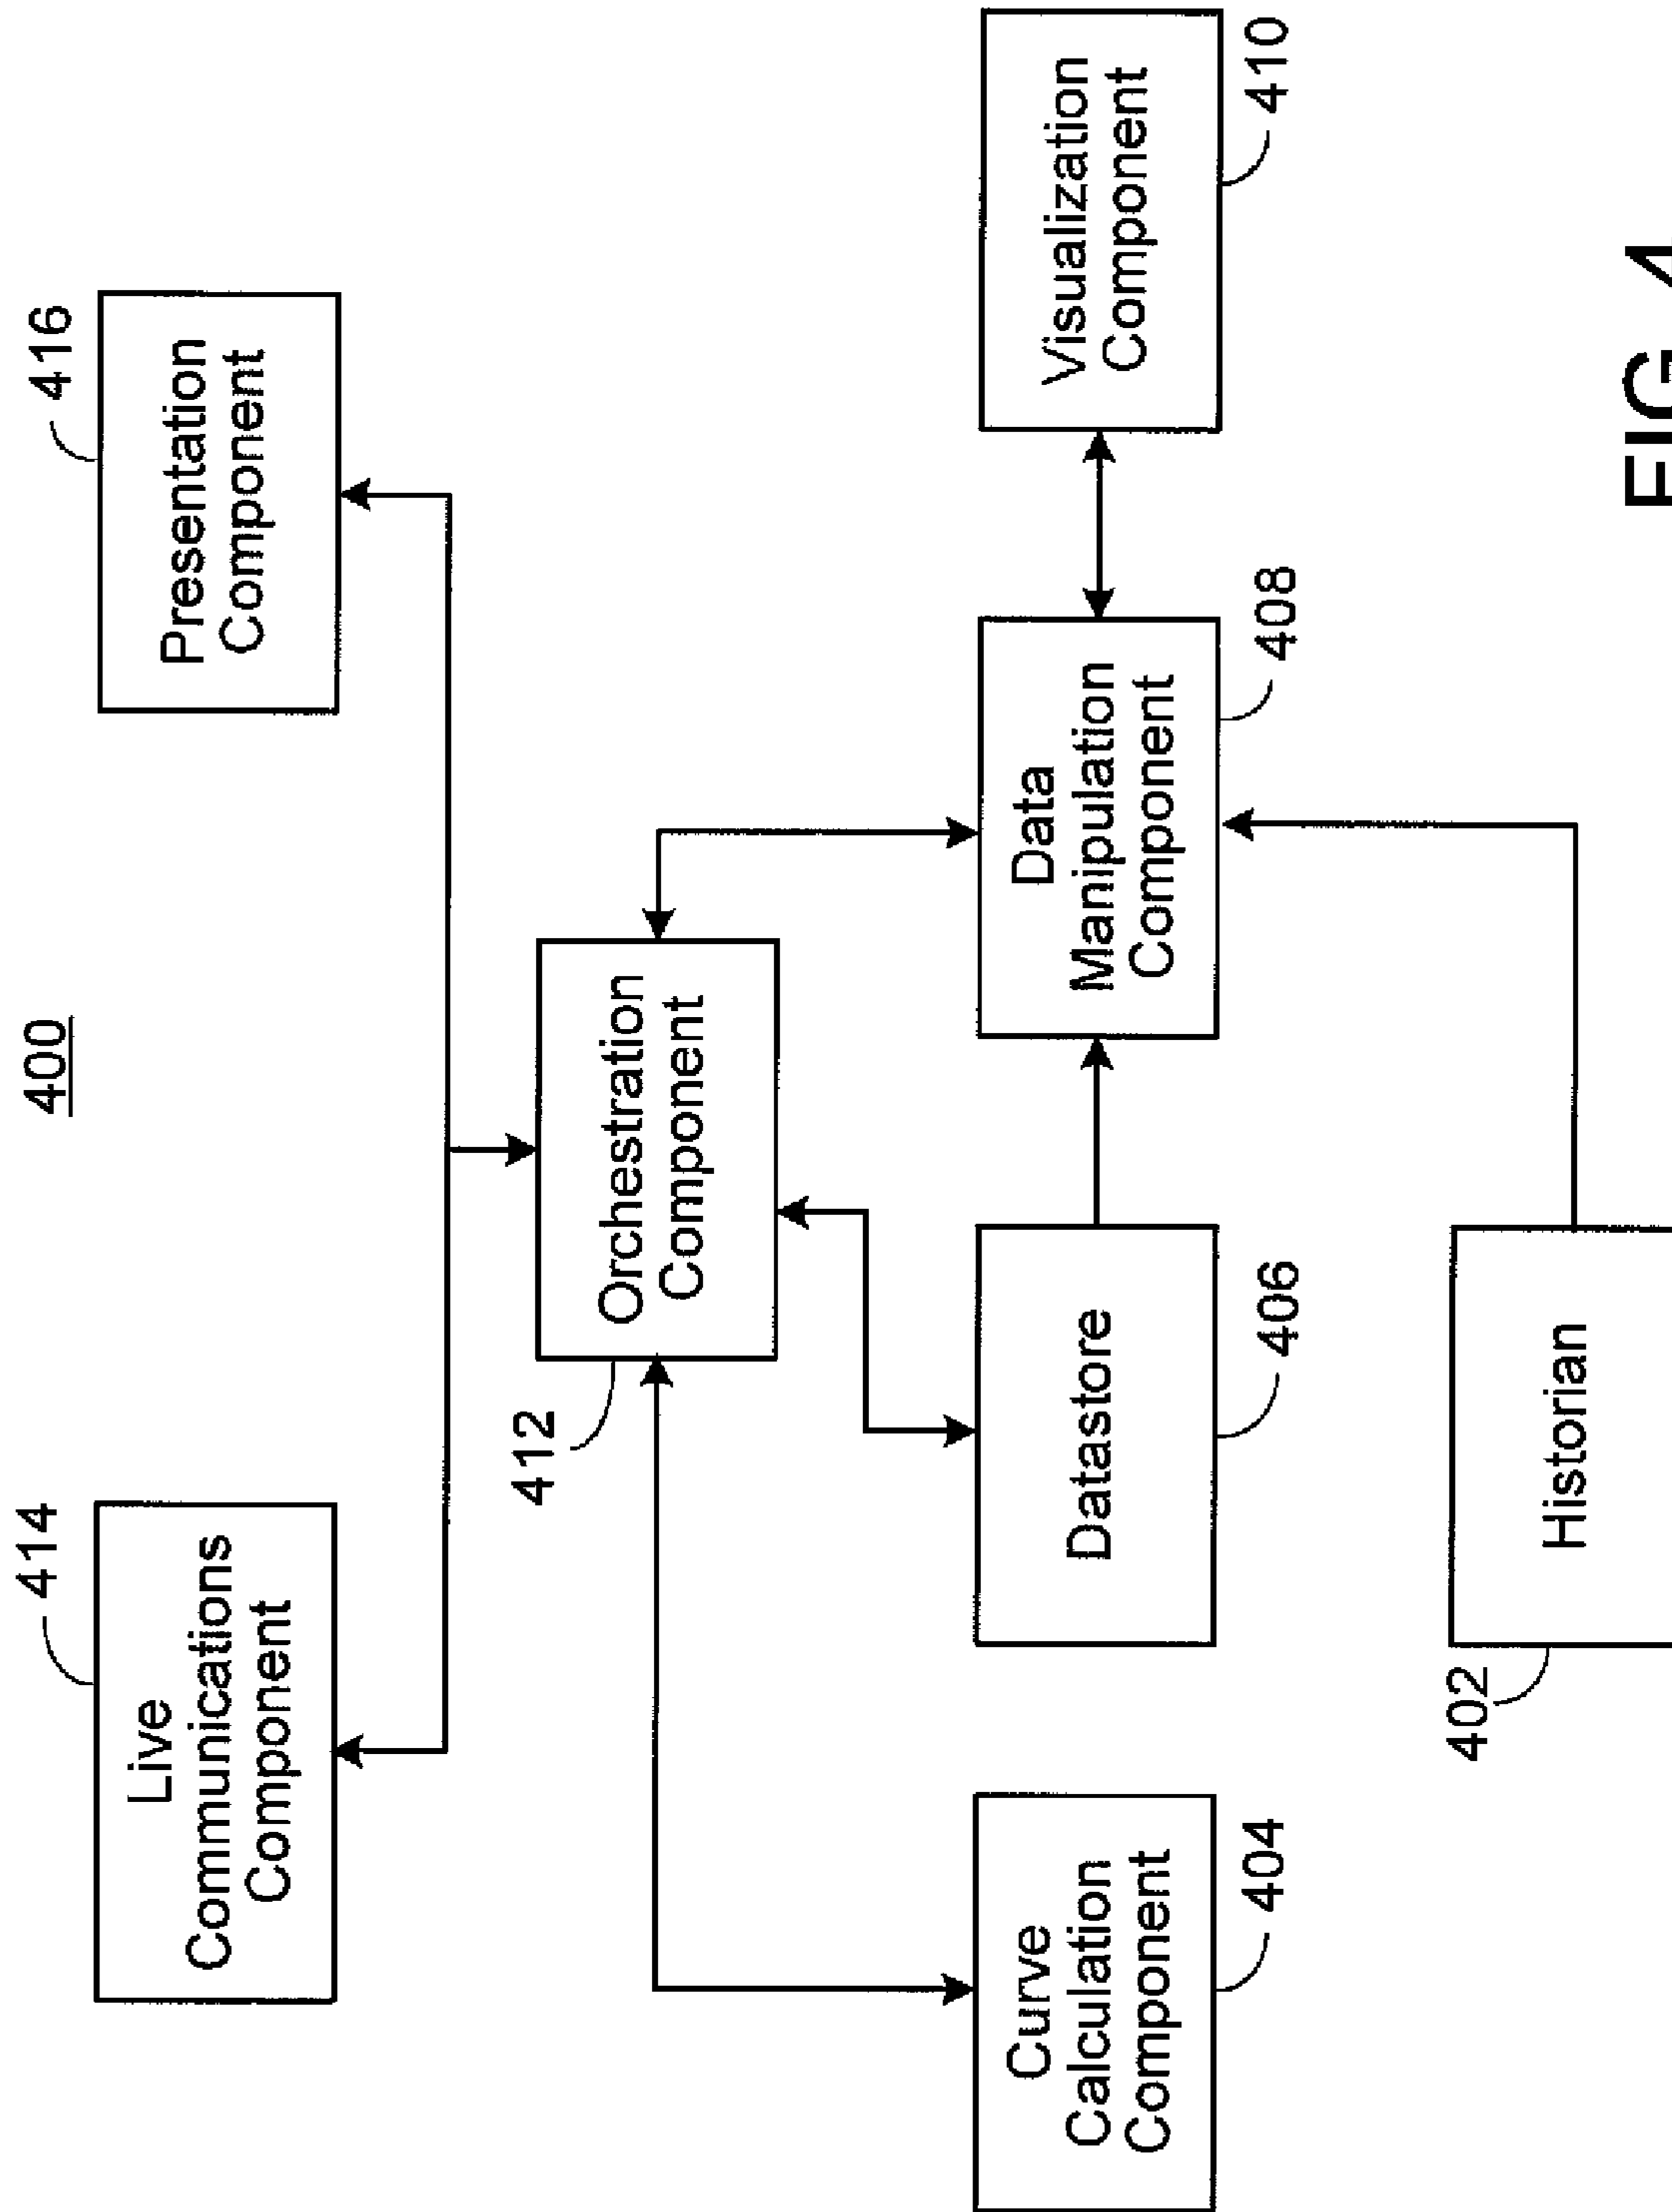 400
414
Live
Communications
Component
416
Presentation
Component
412
Orchestration
Component
Curve
Calculation
Component
404
Datastore
406
Data
Manipulation
Component
408
Visualization
Component
410
402
Historian
FIG. 4